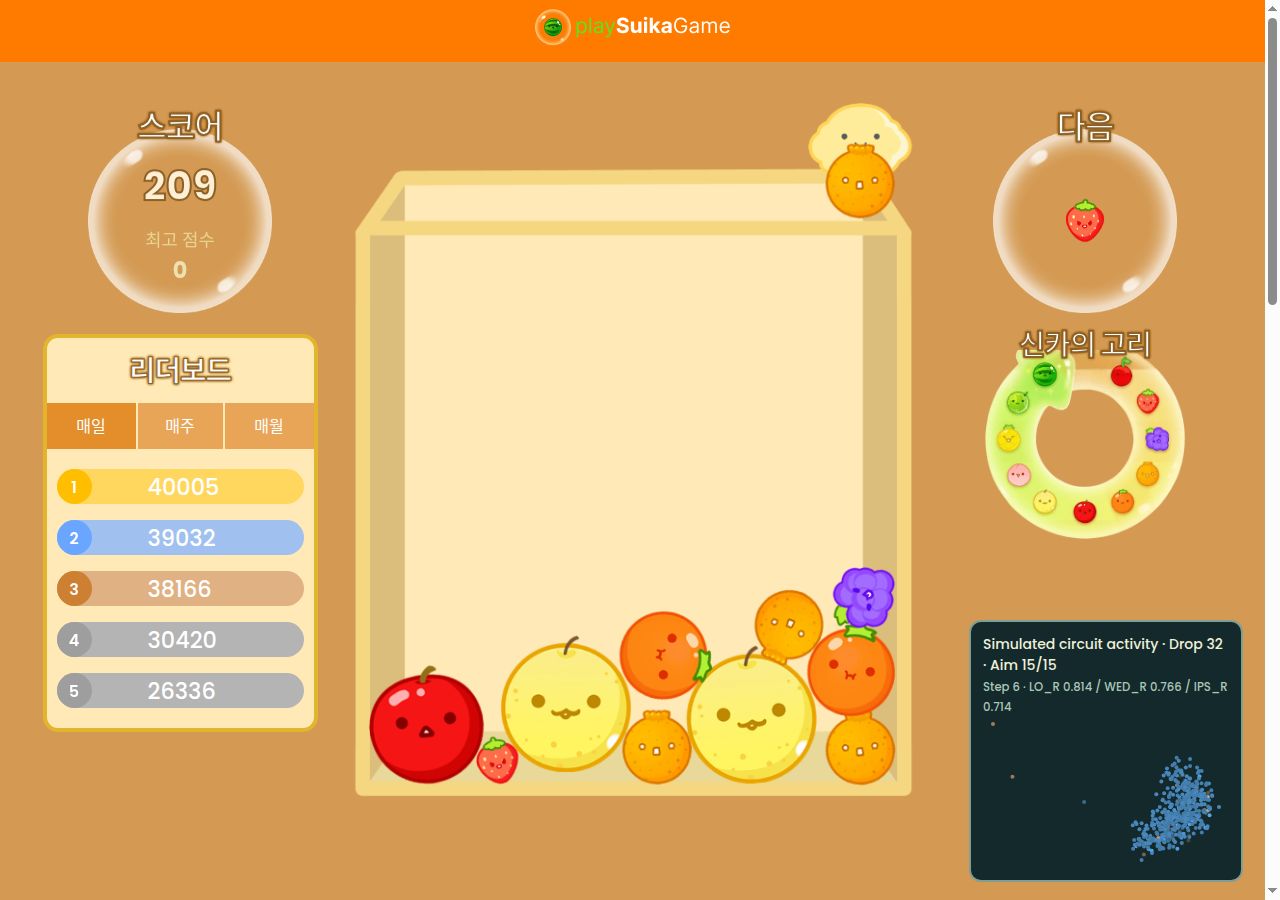 playSuikaGame
스코어
209
최고 점수
0
다음
신카의 고리
리더보드
매일 매주 매월
1 40005
2 39032
3 38166
4 30420
5 26336
Simulated circuit activity · Drop 32
· Aim 15/15
Step 6 · LO_R 0.814 / WED_R 0.766 / IPS_R
0.714